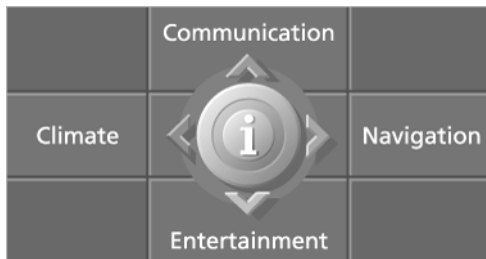 Communication
Climate
i
Navigation
Entertainment